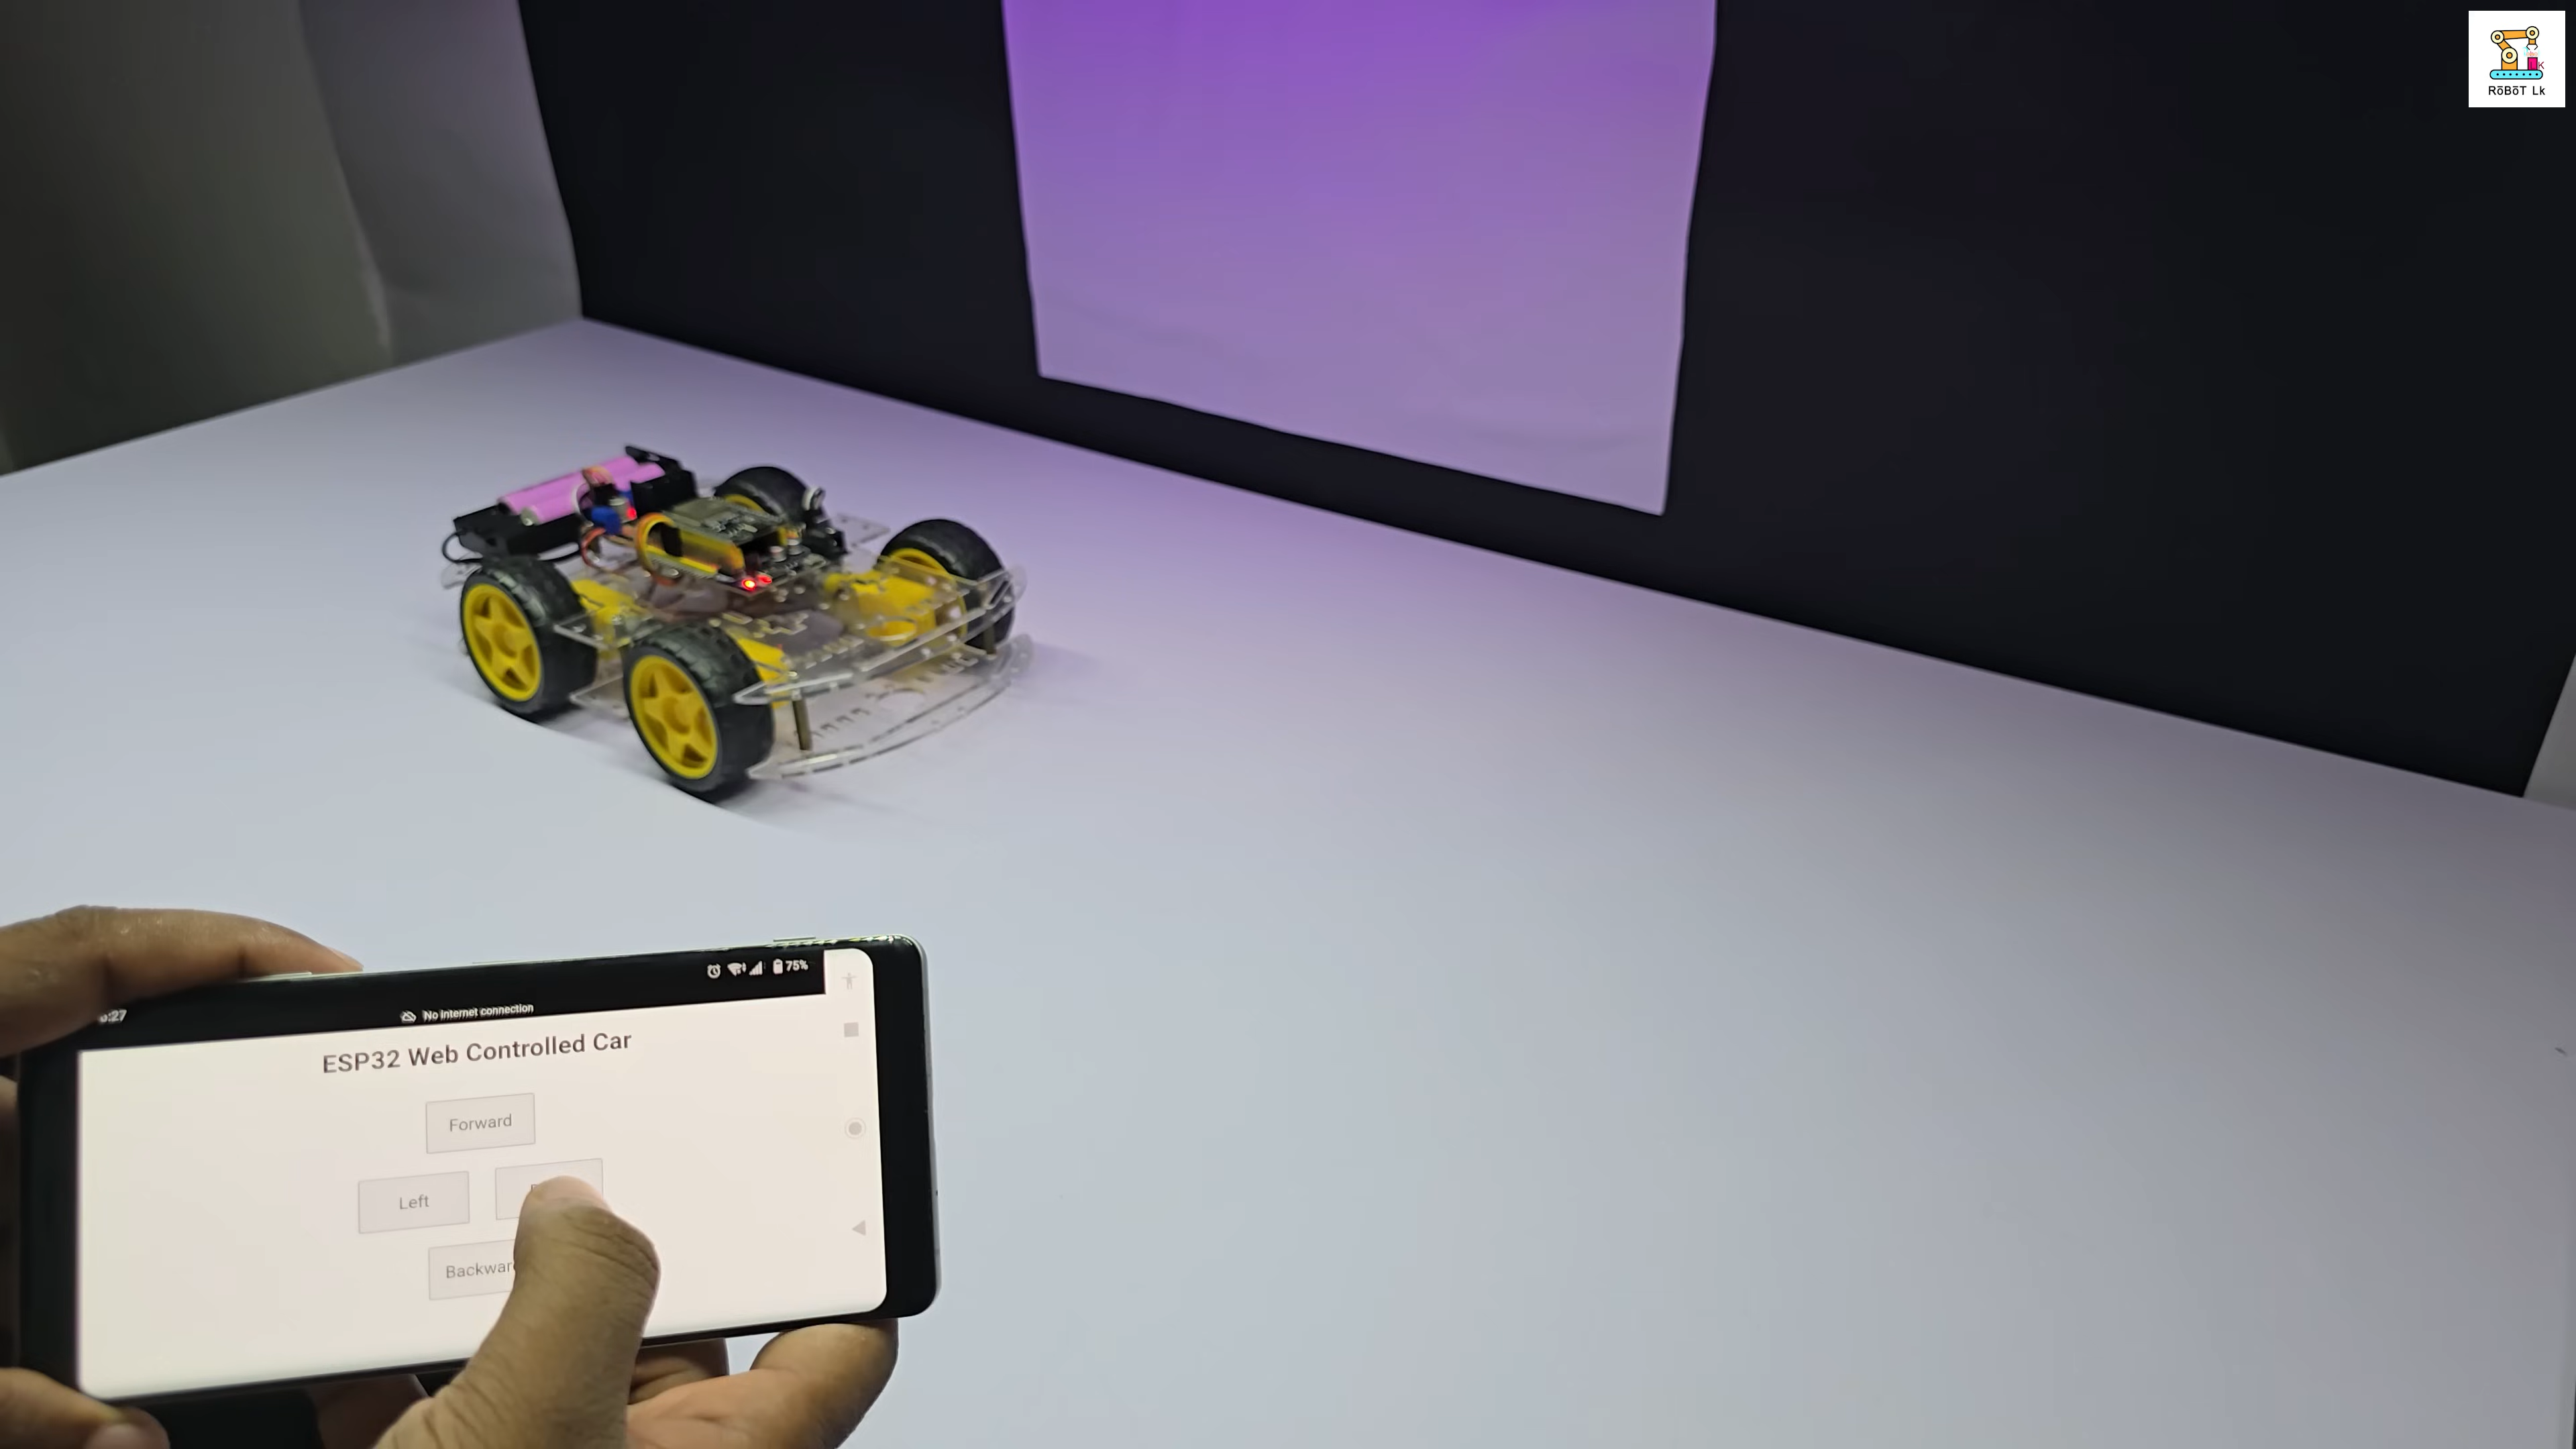 RōBōT Lk
75%
No internet connection
ESP32 Web Controlled Car
Forward
Left